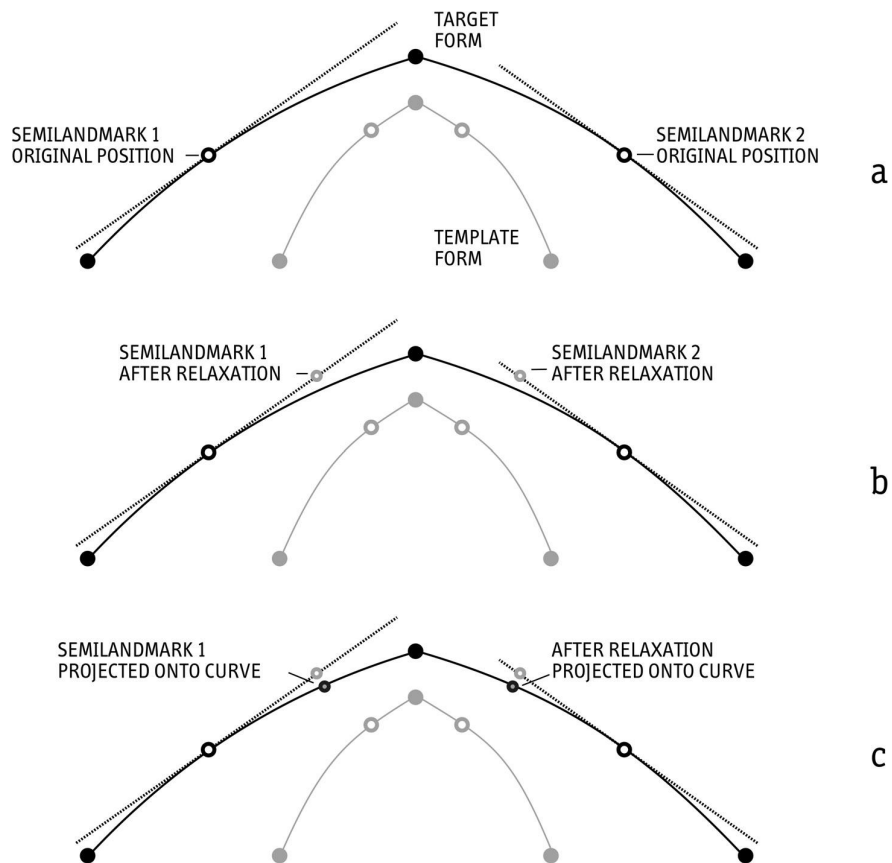 TARGET
FORM
SEMILANDMARK 1
ORIGINAL POSITION
SEMILANDMARK 2
ORIGINAL POSITION
a
TEMPLATE
FORM
SEMILANDMARK 1
AFTER RELAXATION
SEMILANDMARK 2
AFTER RELAXATION
b
SEMILANDMARK 1
PROJECTED ONTO CURVE
AFTER RELAXATION
PROJECTED ONTO CURVE
c